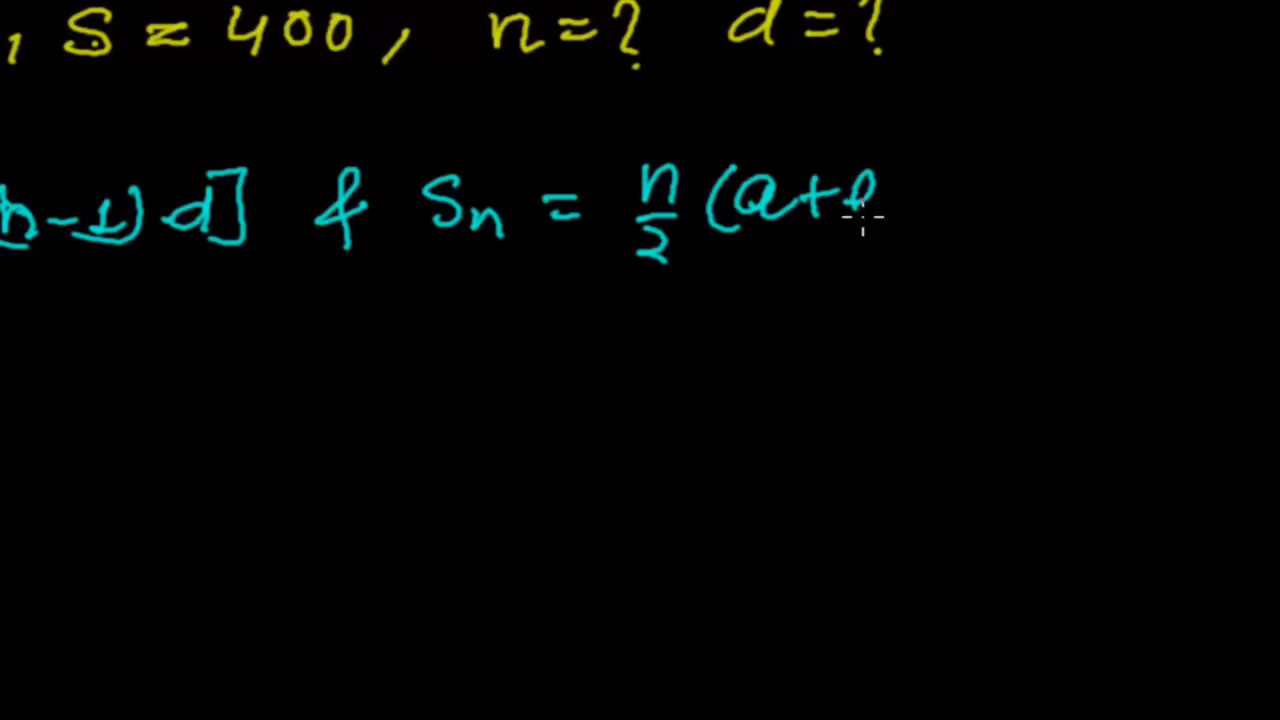 , S = 400, n=? d=?
n-1)d] & Sn = n/2 (a+l